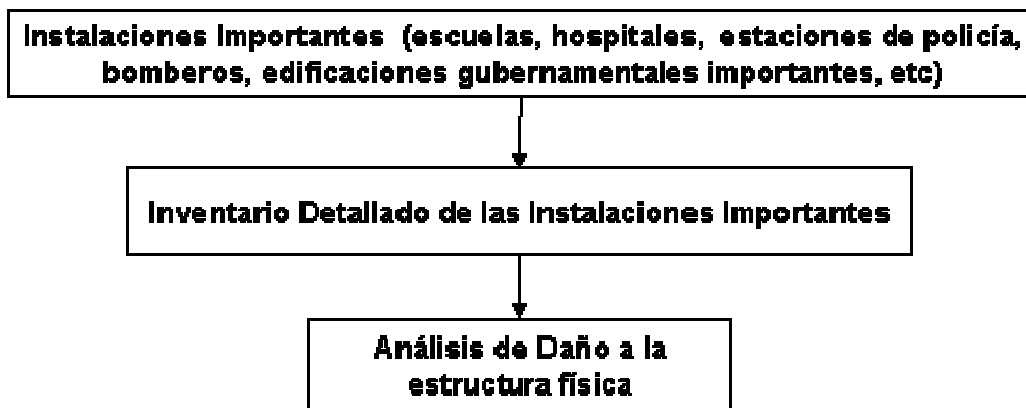 Instalaciones Importantes (escuelas, hospitales, estaciones de policía,
bomberos, edificaciones gubernamentales importantes, etc)
Inventario Detallado de las Instalaciones Importantes
Análisis de Daño a la
estructura física